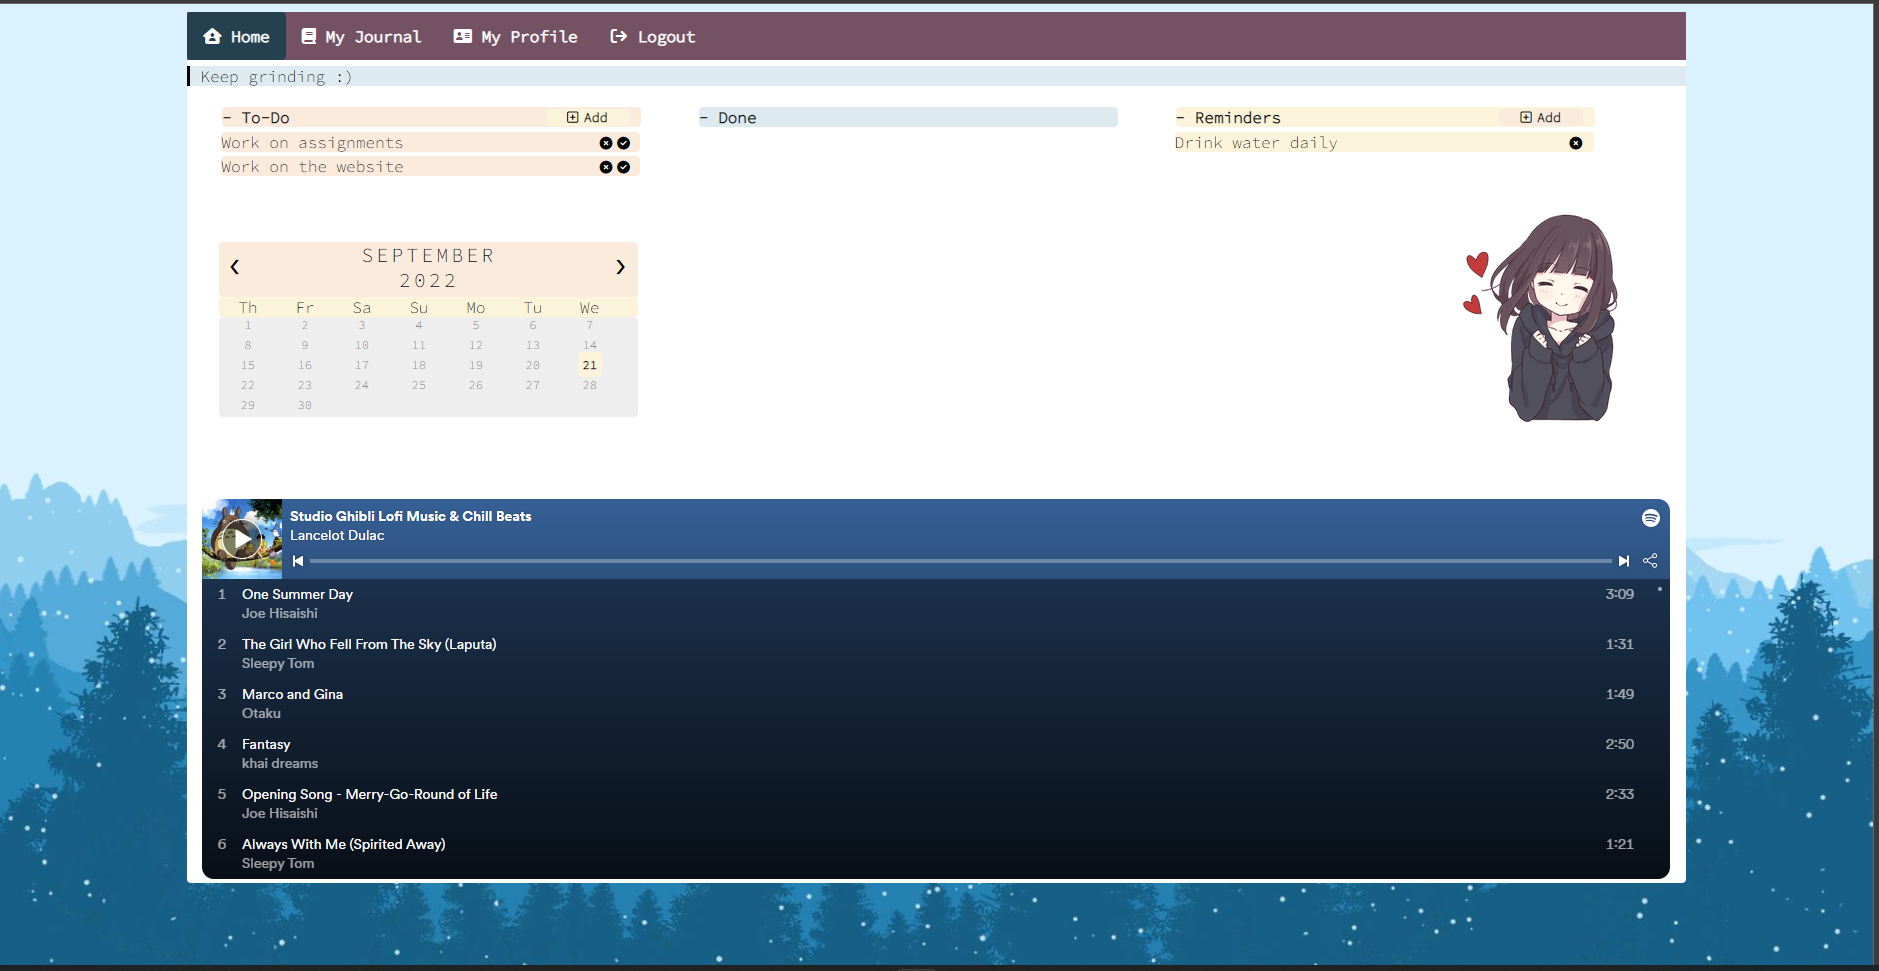 Home My Journal My Profile Logout
Keep grinding :)
- To-Do Add
Work on assignments
Work on the website
- Done
- Reminders Add
Drink water daily
SEPTEMBER
2022
Th Fr Sa Su Mo Tu We
1 2 3 4 5 6 7
8 9 10 11 12 13 14
15 16 17 18 19 20 21
22 23 24 25 26 27 28
29 30
Studio Ghibli Lofi Music & Chill Beats
Lancelot Dulac
1 One Summer Day 3:09
Joe Hisaishi
2 The Girl Who Fell From The Sky (Laputa) 1:31
Sleepy Tom
3 Marco and Gina 1:49
Otaku
4 Fantasy 2:50
khai dreams
5 Opening Song - Merry-Go-Round of Life 2:33
Joe Hisaishi
6 Always With Me (Spirited Away) 1:21
Sleepy Tom